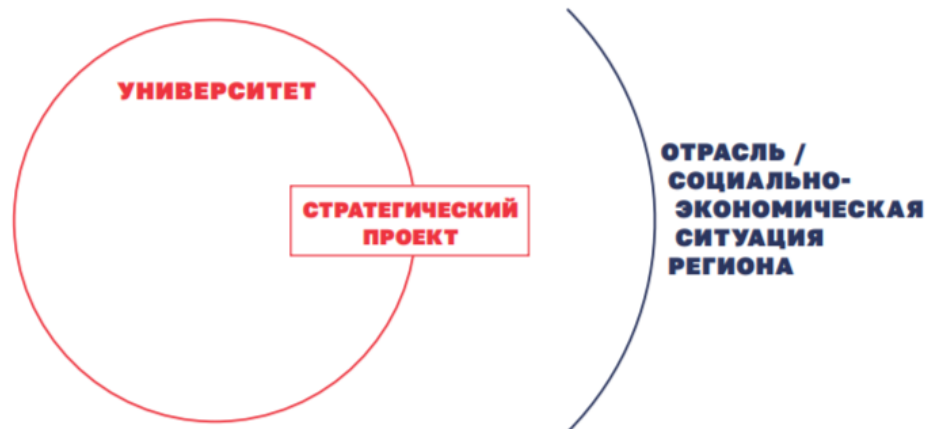 УНИВЕРСИТЕТ
СТРАТЕГИЧЕСКИЙ
ПРОЕКТ
ОТРАСЛЬ /
СОЦИАЛЬНО-
ЭКОНОМИЧЕСКАЯ
СИТУАЦИЯ
РЕГИОНА